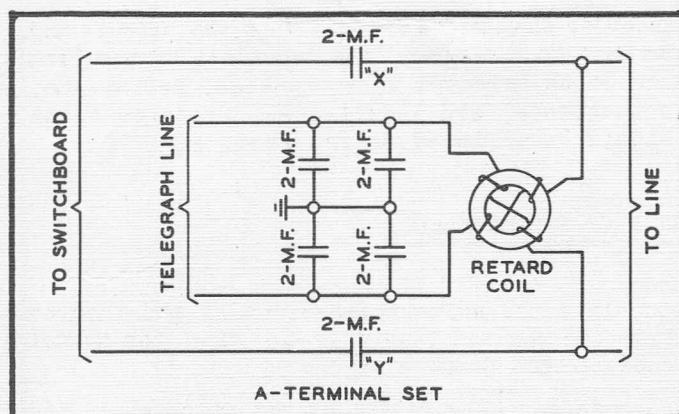 2-M.F.
"X"
TO SWITCHBOARD
TELEGRAPH LINE
2-M.F.
2-M.F.
2-M.F.
2-M.F.
RETARD
COIL
TO LINE
2-M.F.
"Y"
A-TERMINAL SET